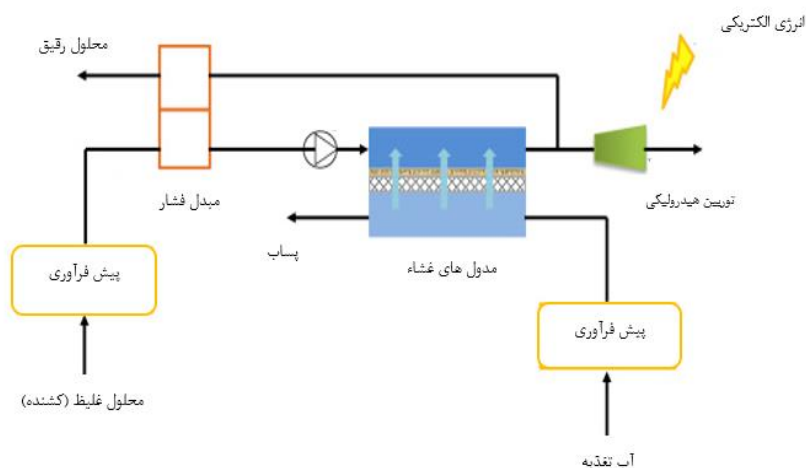 انرژی الکتریکی
محلول رقیق
مبدل فشار
توربین هیدرولیکی
پساب
مدول های غشاء
پیش فرآوری
پیش فرآوری
محلول غلیظ (کشنده)
آب تغذیه